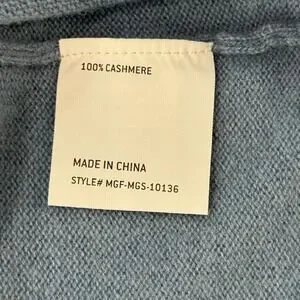 100% CASHMERE
MADE IN CHINA
STYLE# MGF-MGS-10136